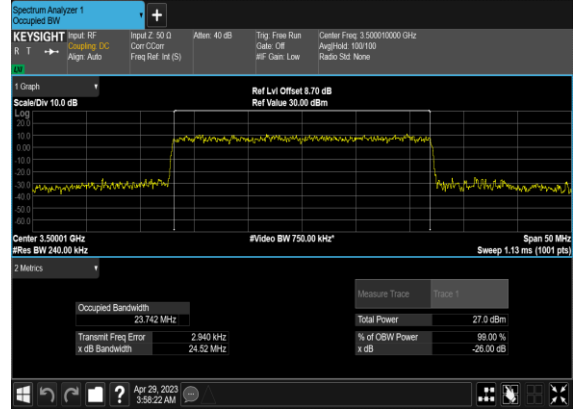 Spectrum Analyzer 1
Occupied BW
KEYSIGHT
R T
LM
Input: RF
Coupling: DC
Align: Auto
Input Z: 50 Ω
Corr CCorr
Freq Ref: Int (S)
Atten: 40 dB
Trig: Free Run
Gate: Off
#IF Gain: Low
Center Freq: 3.500010000 GHz
Avg|Hold: 100/100
Radio Std: None
1 Graph
Scale/Div 10.0 dB
Ref Lvl Offset 8.70 dB
Ref Value 30.00 dBm
Log
20.0
10.0
0.00
-10.0
-20.0
-30.0
-40.0
-50.0
-60.0
Center 3.50001 GHz
#Res BW 240.00 kHz
#Video BW 750.00 kHz*
Span 50 MHz
Sweep 1.13 ms (1001 pts)
2 Metrics
Measure Trace Trace 1
Occupied Bandwidth
23.742 MHz
Total Power 27.0 dBm
Transmit Freq Error 2.940 kHz
% of OBW Power 99.00 %
x dB Bandwidth 24.52 MHz
x dB -26.00 dB
?
Apr 29, 2023
3:58:22 AM